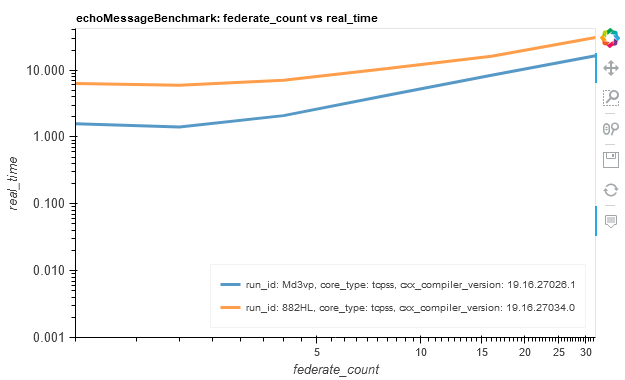 echoMessageBenchmark: federate_count vs real_time
10.000
1.000
0.100
0.010
0.001
real_time
run_id: Md3vp, core_type: tcpss, cxx_compiler_version: 19.16.27026.1
run_id: 882HL, core_type: tcpss, cxx_compiler_version: 19.16.27034.0
5 10 15 20 25 30
federate_count